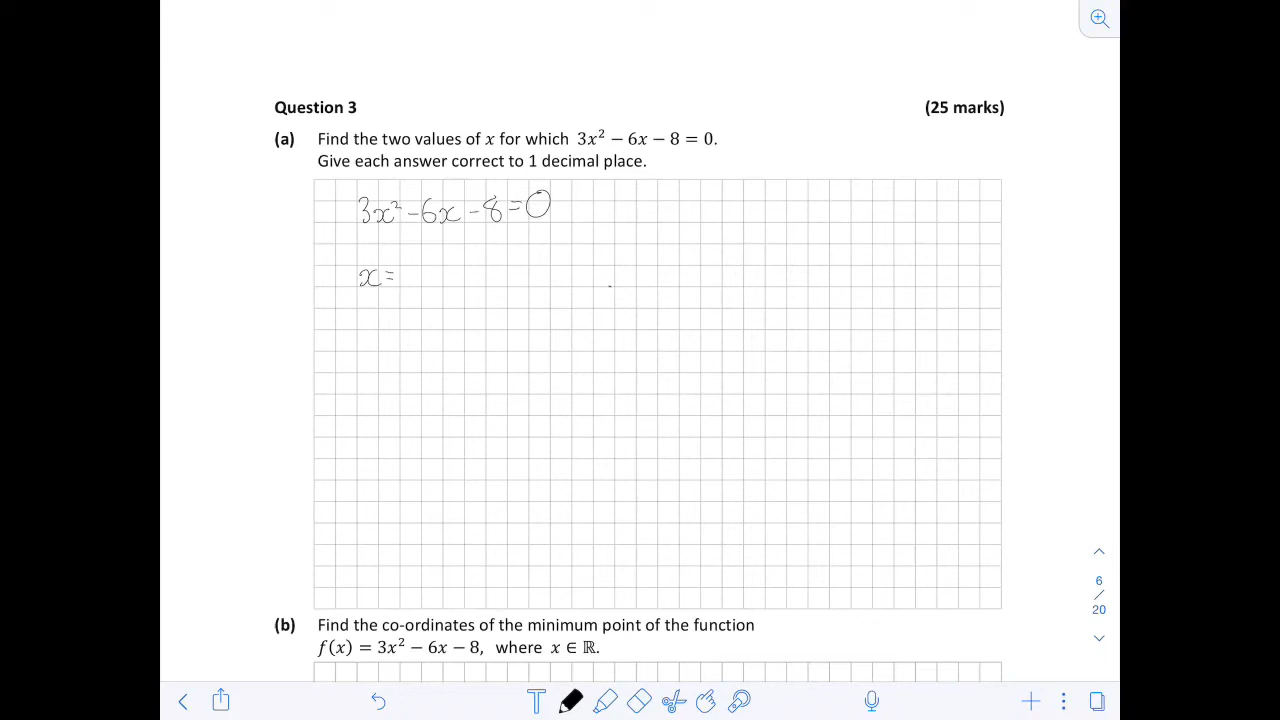 Question 3 (25 marks)
(a) Find the two values of x for which 3x² − 6x − 8 = 0.
Give each answer correct to 1 decimal place.
3x² − 6x − 8 = 0
x =
(b) Find the co-ordinates of the minimum point of the function
f(x) = 3x² − 6x − 8, where x ∈ ℝ.
6
/
20
T